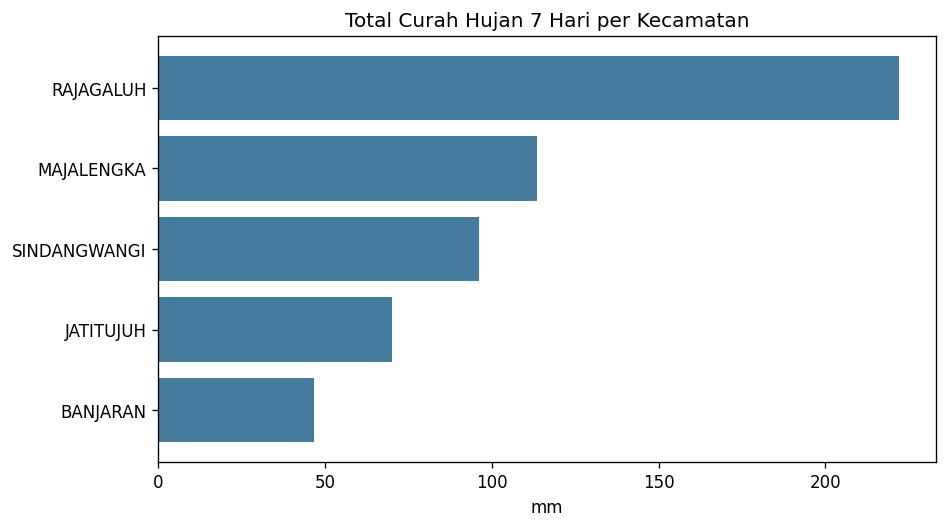 Total Curah Hujan 7 Hari per Kecamatan
RAJAGALUH
MAJALENGKA
SINDANGWANGI
JATITUJUH
BANJARAN
0 50 100 150 200
mm